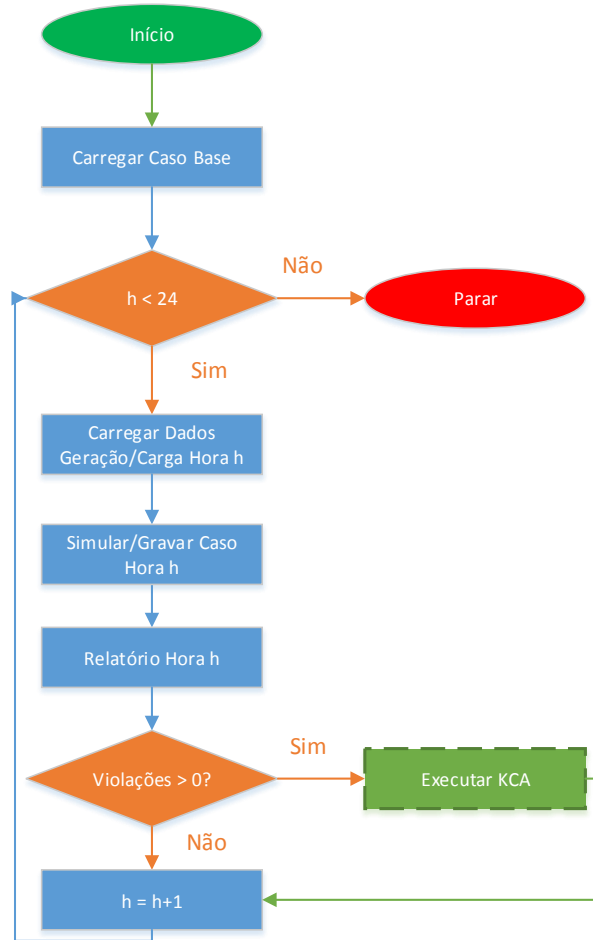 Início
Carregar Caso Base
h < 24
Não
Parar
Sim
Carregar Dados
Geração/Carga Hora h
Simular/Gravar Caso
Hora h
Relatório Hora h
Violações > 0?
Sim
Executar KCA
Não
h = h+1